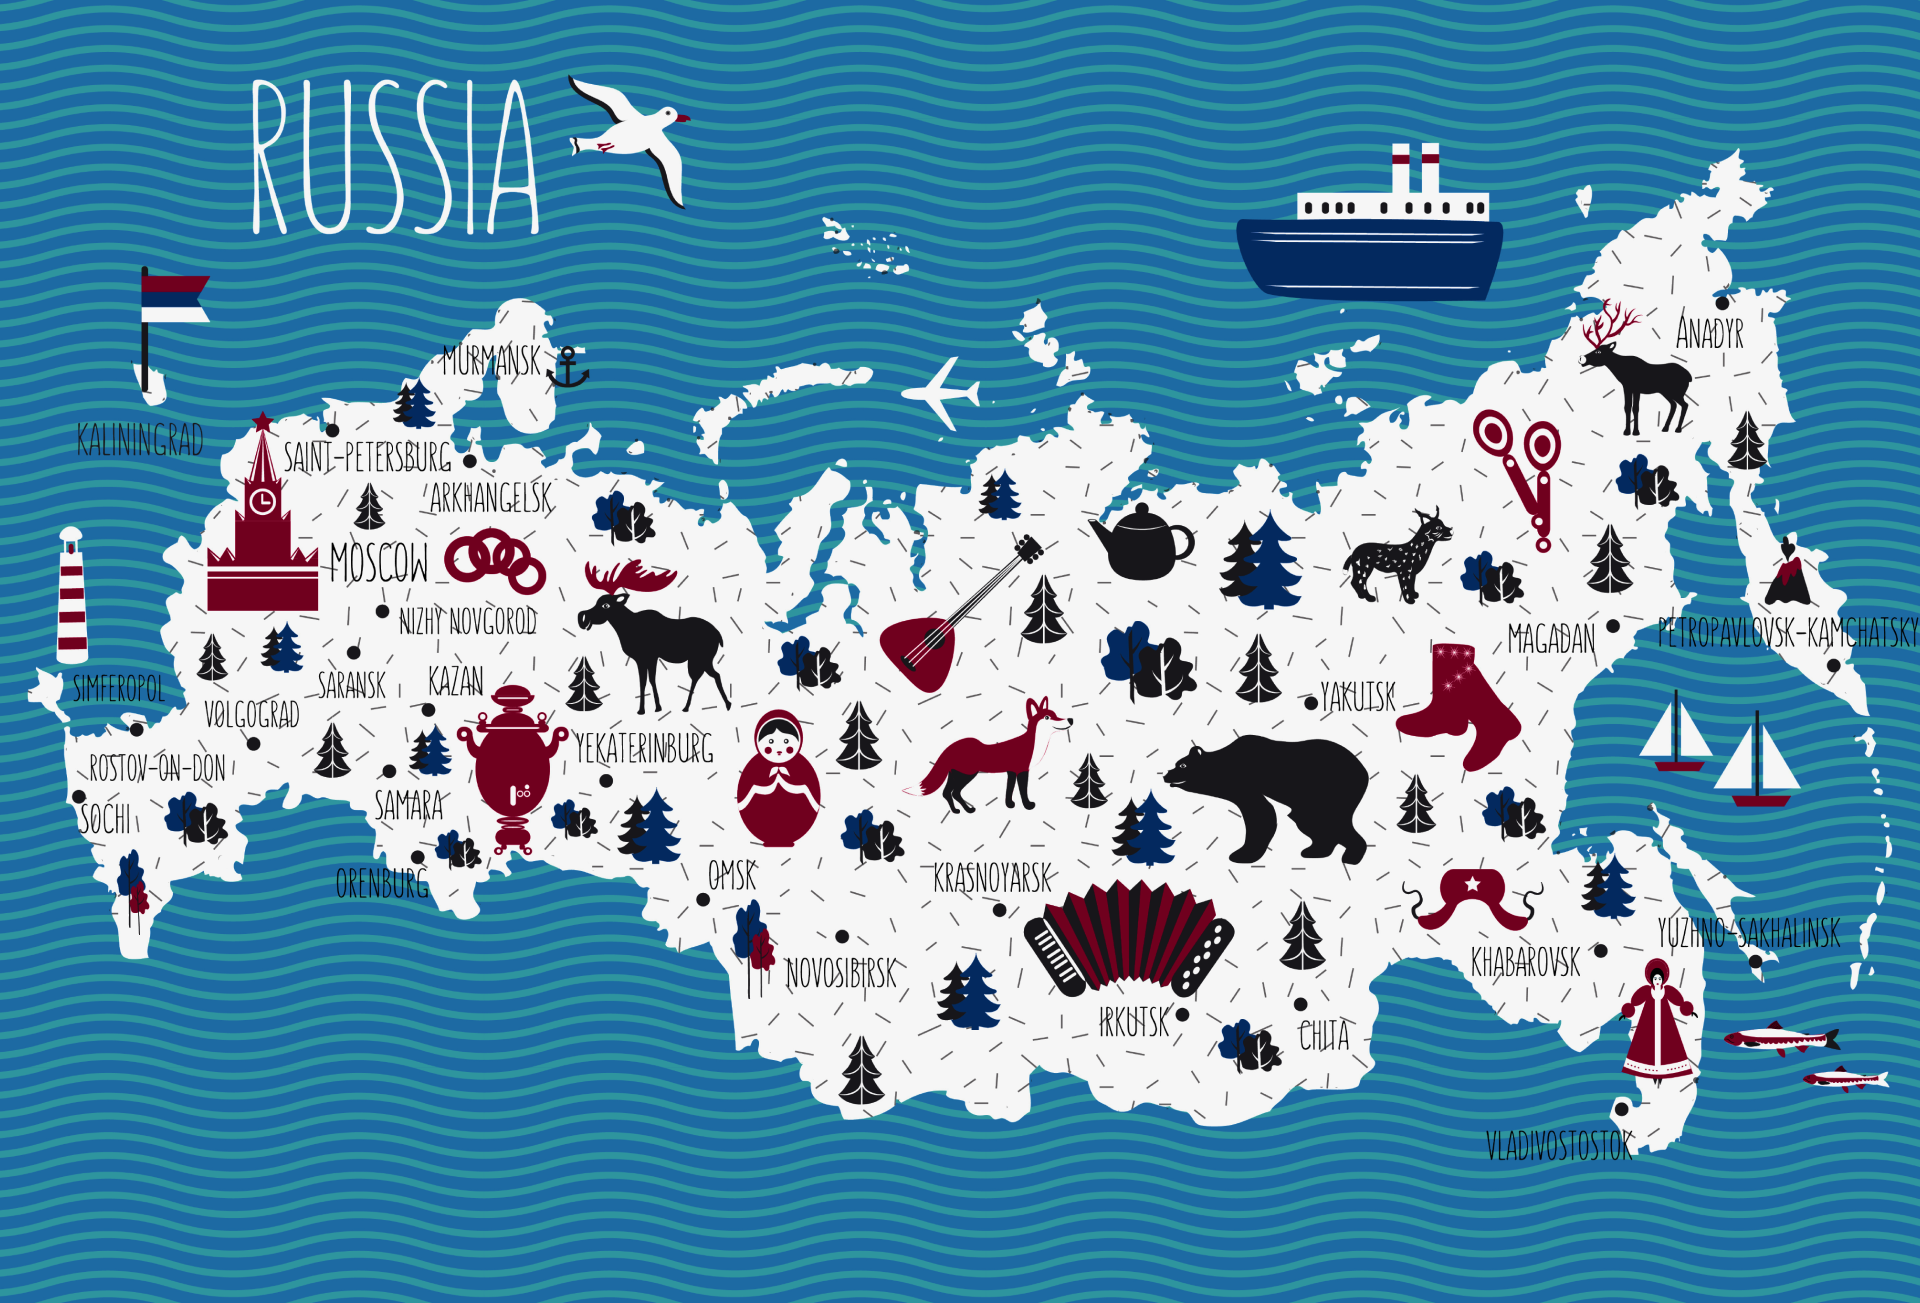 RUSSIA
MURMANSK
KALININGRAD
SAINT-PETERSBURG
ARKHANGELSK
MOSCOW
NIZHY NOVGOROD
SIMFEROPOL
SARANSK
KAZAN
VOLGOGRAD
ROSTOV-ON-DON
SOCHI
SAMARA
ORENBURG
YEKATERINBURG
OMSK
NOVOSIBIRSK
KRASNOYARSK
IRKUTSK
CHITA
YAKUTSK
MAGADAN
ANADYR
PETROPAVLOVSK-KAMCHATSKY
YUZHNO-SAKHALINSK
KHABAROVSK
VLADIVOSTOSTOK